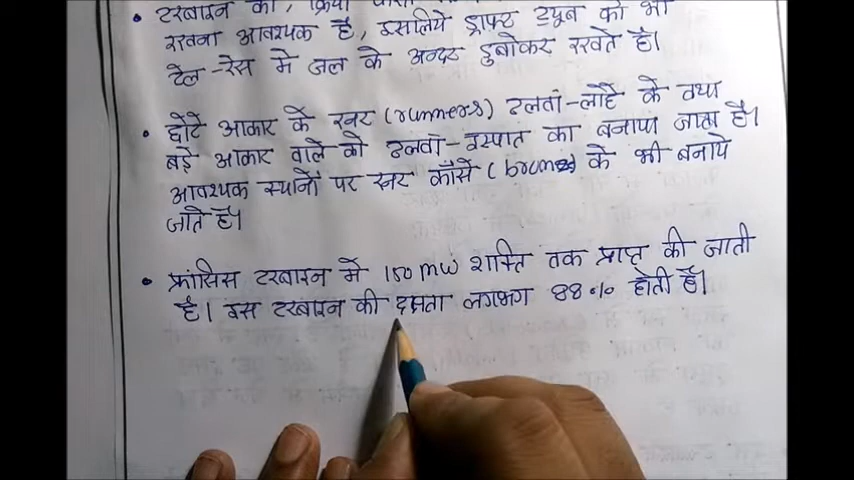 टरबाइन की, क्रिया
रखना आवश्यक है, इसलिये ड्राफ्ट ट्यूब को भी
टेल-रेस मे जल के अन्दर डुबोकर रखते है।
छोटे आकार के रनर (runners) ढलवां-लोहे के तथा
बड़े आकार वाले को ढलवाँ-इस्पात का बनाया जाता है।
आवश्यक स्थानों पर रनर काँसे के भी बनाये
जाते है।
फ्रांसिस टरबाइन मे 150 MW शक्ति तक प्राप्त की जाती
है। इस टरबाइन की दक्षता लगभग 88% होती है।